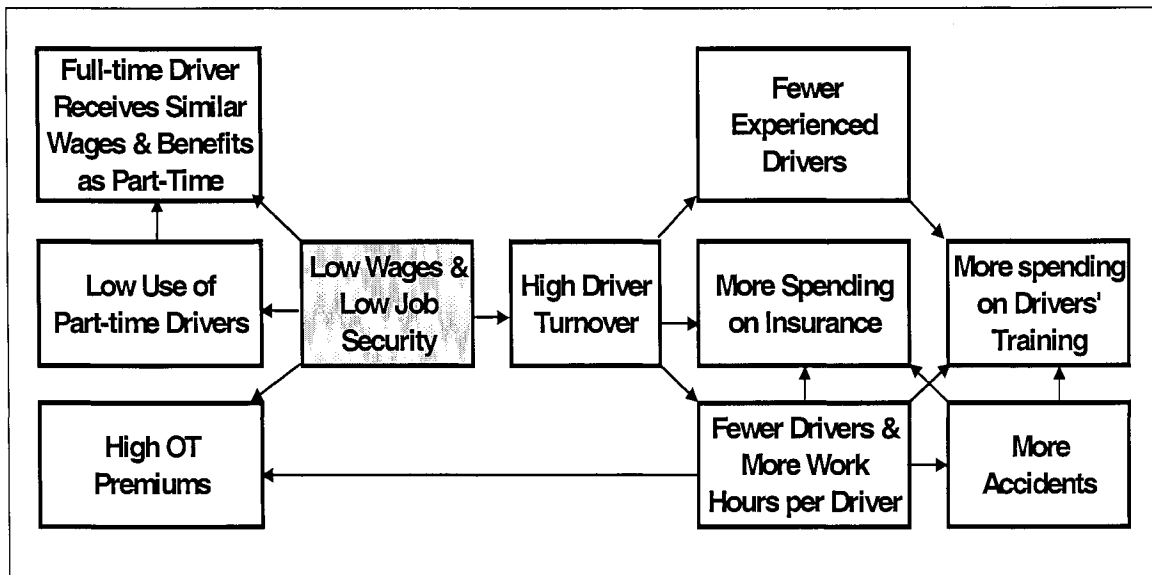 Full-time Driver
Receives Similar
Wages & Benefits
as Part-Time
Fewer
Experienced
Drivers
Low Use of
Part-time Drivers
Low Wages &
Low Job
Security
High Driver
Turnover
More Spending
on Insurance
More spending
on Drivers'
Training
High OT
Premiums
Fewer Drivers &
More Work
Hours per Driver
More
Accidents